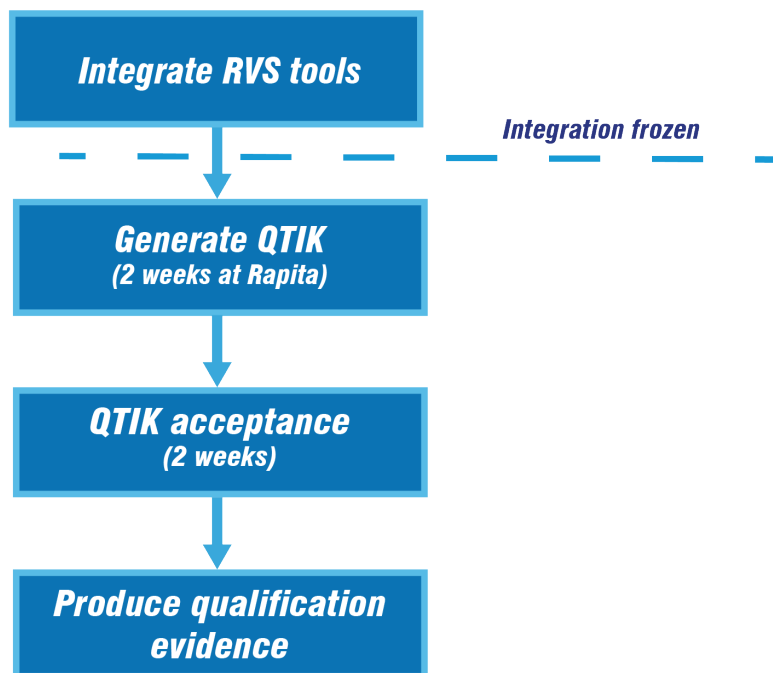 Integrate RVS tools
Integration frozen
Generate QTIK
(2 weeks at Rapita)
QTIK acceptance
(2 weeks)
Produce qualification
evidence